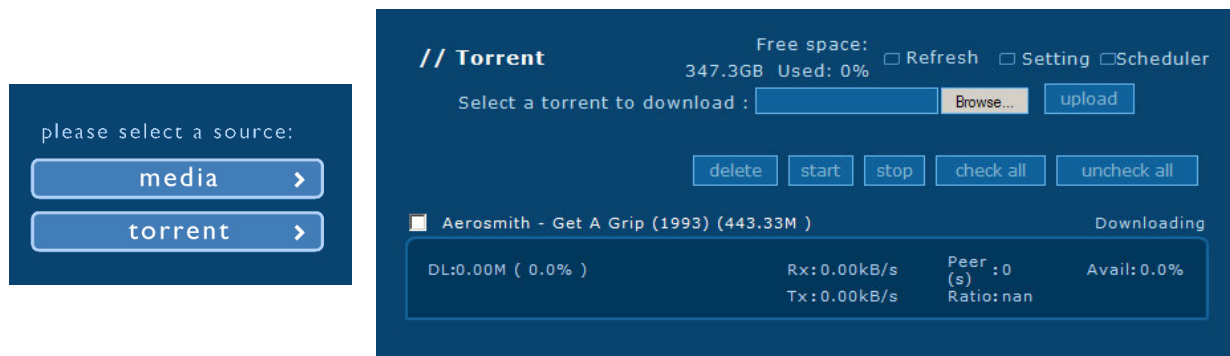 please select a source:
media
torrent
// Torrent
Free space:
347.3GB Used: 0%
Refresh
Setting
Scheduler
Select a torrent to download :
Browse...
upload
delete
start
stop
check all
uncheck all
Aerosmith - Get A Grip (1993) (443.33M )
Downloading
DL:0.00M ( 0.0% )
Rx:0.00kB/s
Peer(s):0
Avail:0.0%
Tx:0.00kB/s
Ratio:nan